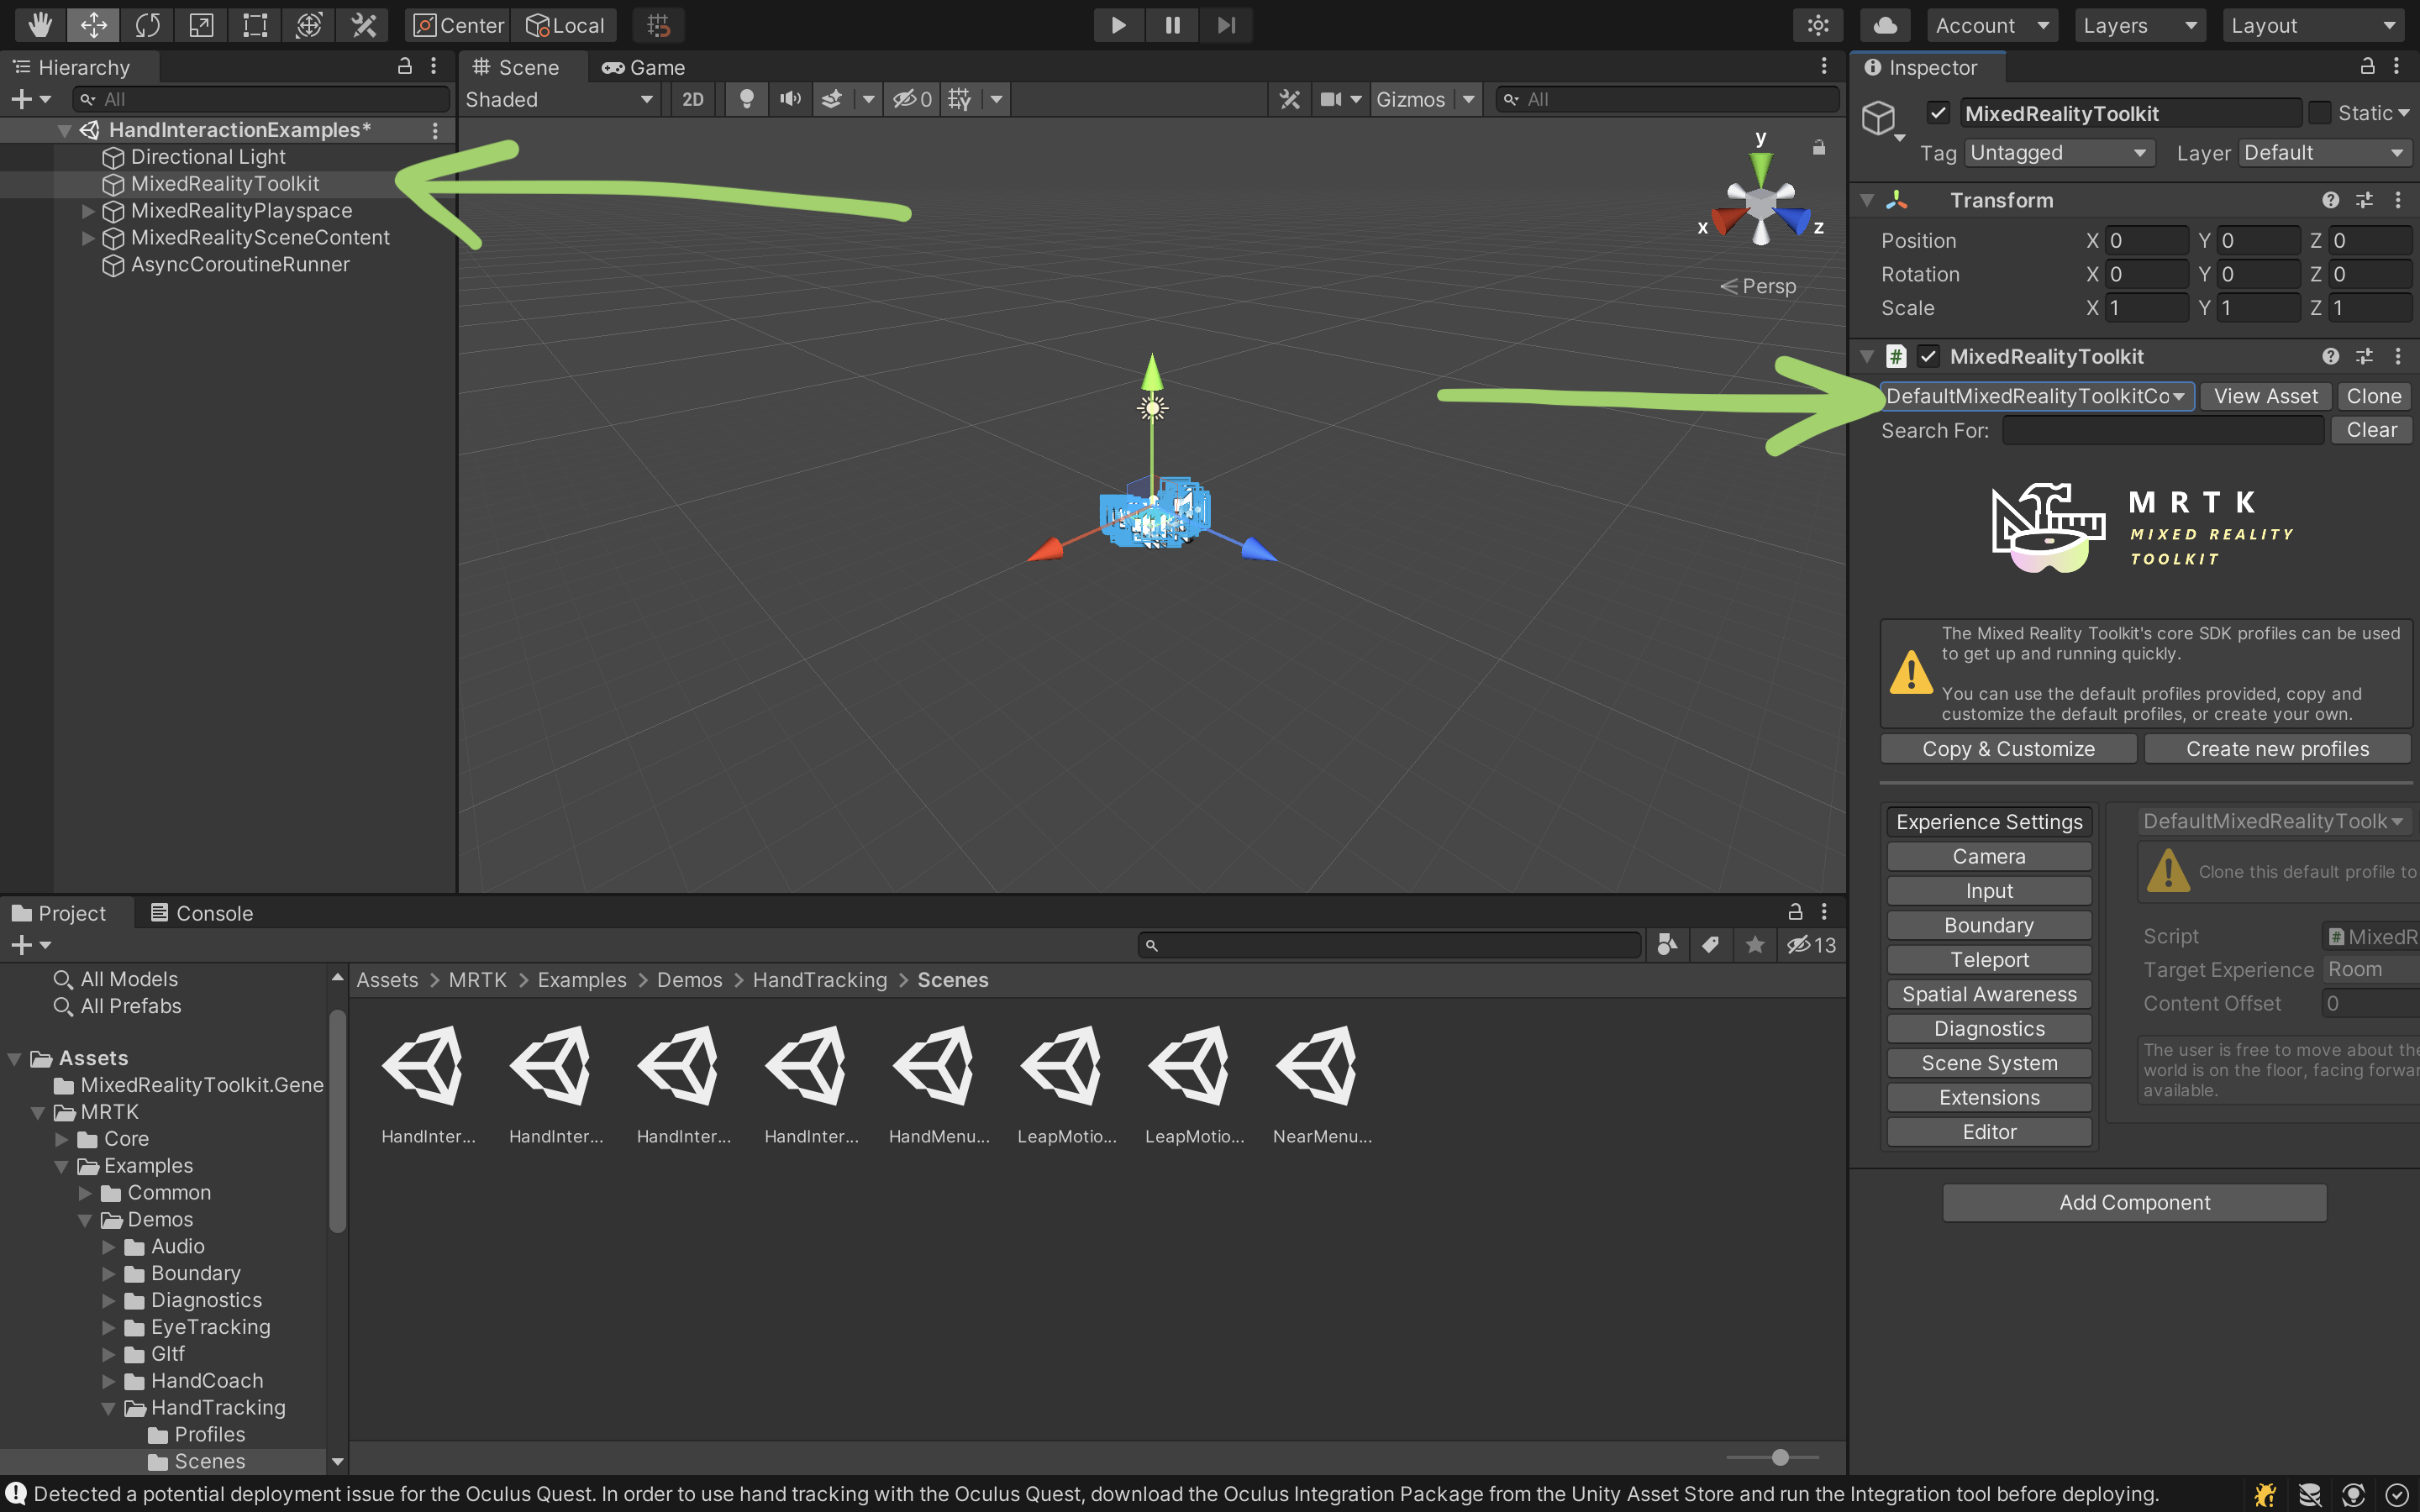 Center
Local
Account
Layers
Layout
Hierarchy
All
HandInteractionExamples*
Directional Light
MixedRealityToolkit
MixedRealityPlayspace
MixedRealitySceneContent
AsyncCoroutineRunner
Scene
Game
Shaded
2D
0
Gizmos
All
y
x
z
Persp
Inspector
MixedRealityToolkit
Static
Tag Untagged
Layer Default
Transform
Position X 0 Y 0 Z 0
Rotation X 0 Y 0 Z 0
Scale X 1 Y 1 Z 1
# MixedRealityToolkit
DefaultMixedRealityToolkitCo
View Asset
Clone
Search For:
Clear
MRTK
MIXED REALITY
TOOLKIT
The Mixed Reality Toolkit's core SDK profiles can be used
to get up and running quickly.
You can use the default profiles provided, copy and
customize the default profiles, or create your own.
Copy & Customize
Create new profiles
Experience Settings
Camera
Input
Boundary
Teleport
Spatial Awareness
Diagnostics
Scene System
Extensions
Editor
DefaultMixedRealityToolk
Clone this default profile to
Script # MixedR
Target Experience Room
Content Offset 0
The user is free to move about the
world is on the floor, facing forwar
available.
Add Component
Project
Console
13
All Models
All Prefabs
Assets
MixedRealityToolkit.Gene
MRTK
Core
Examples
Common
Demos
Audio
Boundary
Diagnostics
EyeTracking
Gltf
HandCoach
HandTracking
Profiles
Scenes
Assets > MRTK > Examples > Demos > HandTracking > Scenes
HandInter...
HandInter...
HandInter...
HandInter...
HandMenu...
LeapMotio...
LeapMotio...
NearMenu...
Detected a potential deployment issue for the Oculus Quest. In order to use hand tracking with the Oculus Quest, download the Oculus Integration Package from the Unity Asset Store and run the Integration tool before deploying.